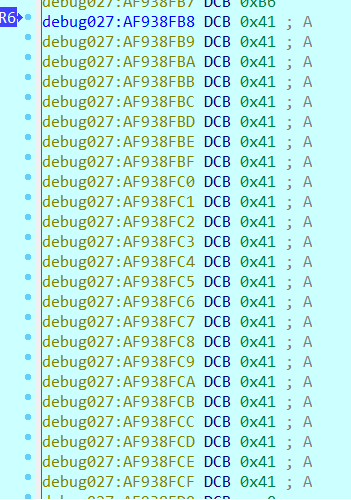 debug027:AF938FB7 DCB 0xB6
R6
debug027:AF938FB8 DCB 0x41 ; A
debug027:AF938FB9 DCB 0x41 ; A
debug027:AF938FBA DCB 0x41 ; A
debug027:AF938FBB DCB 0x41 ; A
debug027:AF938FBC DCB 0x41 ; A
debug027:AF938FBD DCB 0x41 ; A
debug027:AF938FBE DCB 0x41 ; A
debug027:AF938FBF DCB 0x41 ; A
debug027:AF938FC0 DCB 0x41 ; A
debug027:AF938FC1 DCB 0x41 ; A
debug027:AF938FC2 DCB 0x41 ; A
debug027:AF938FC3 DCB 0x41 ; A
debug027:AF938FC4 DCB 0x41 ; A
debug027:AF938FC5 DCB 0x41 ; A
debug027:AF938FC6 DCB 0x41 ; A
debug027:AF938FC7 DCB 0x41 ; A
debug027:AF938FC8 DCB 0x41 ; A
debug027:AF938FC9 DCB 0x41 ; A
debug027:AF938FCA DCB 0x41 ; A
debug027:AF938FCB DCB 0x41 ; A
debug027:AF938FCC DCB 0x41 ; A
debug027:AF938FCD DCB 0x41 ; A
debug027:AF938FCE DCB 0x41 ; A
debug027:AF938FCF DCB 0x41 ; A